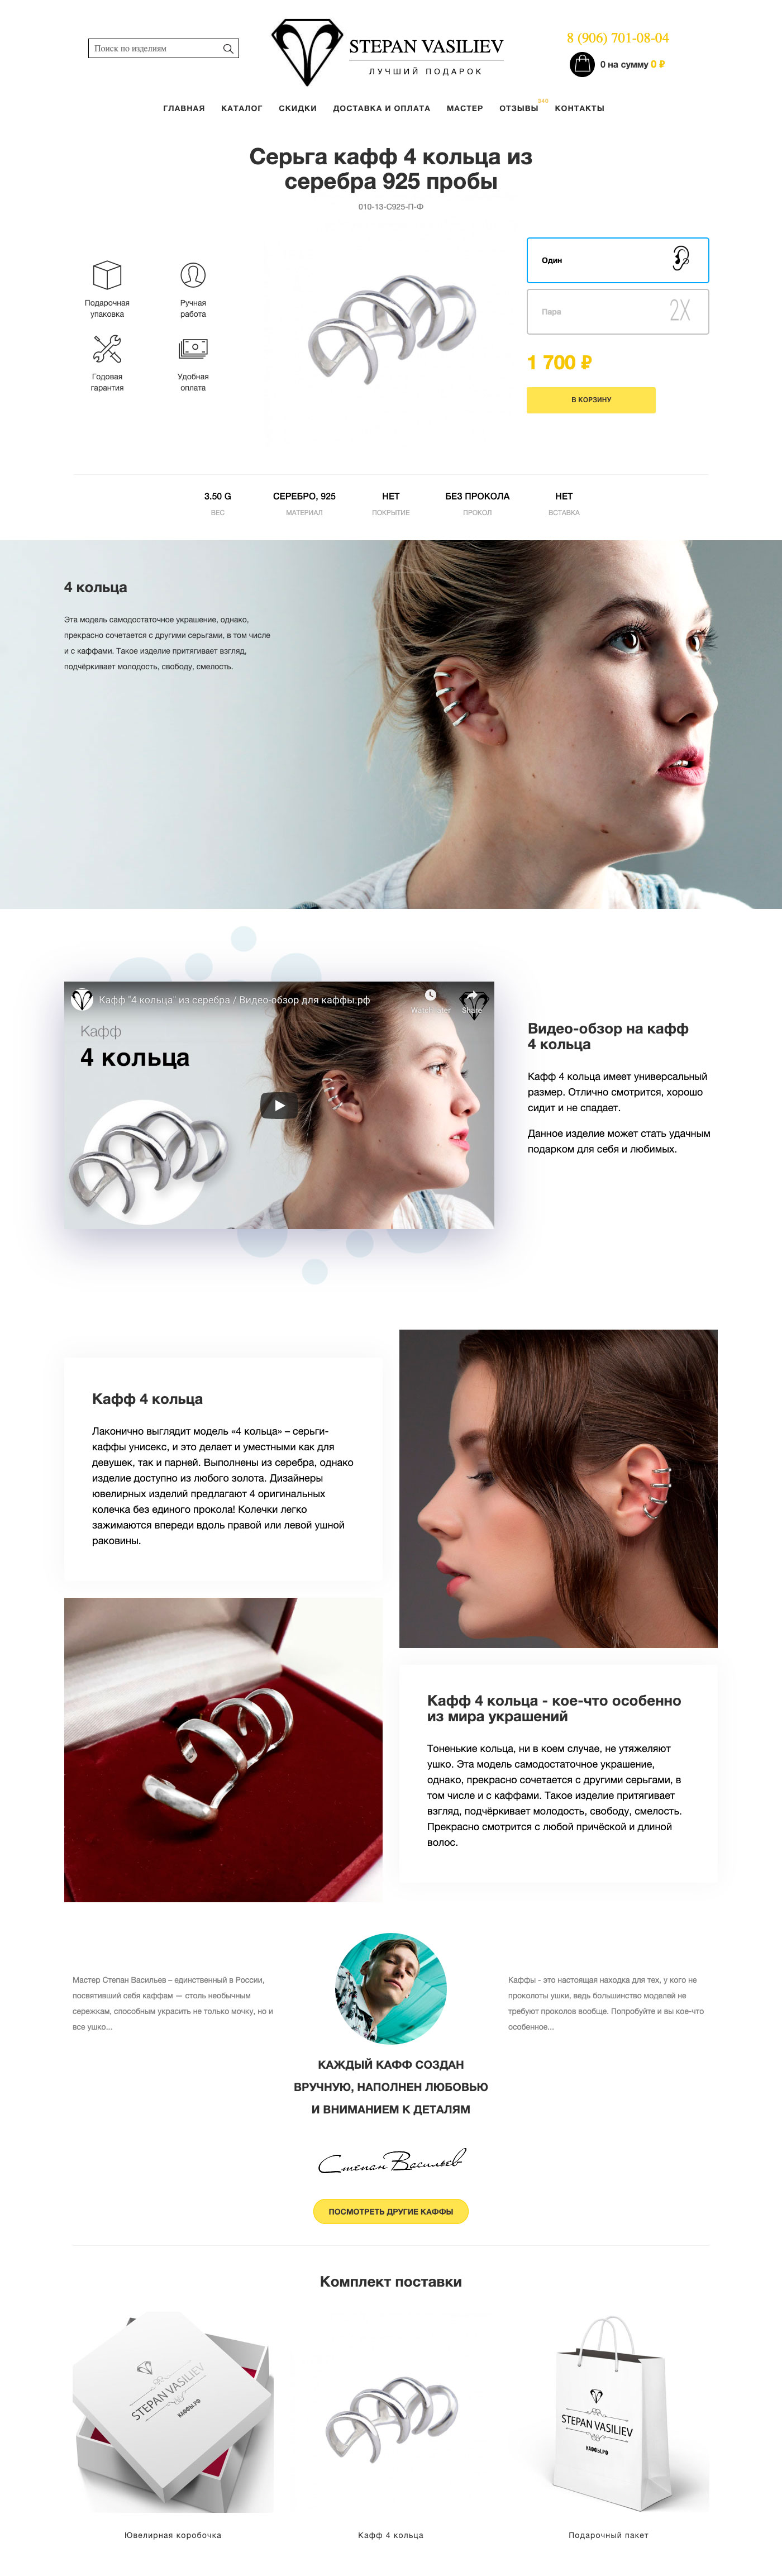 Поиск по изделиям
STEPAN VASILIEV
ЛУЧШИЙ ПОДАРОК
8 (906) 701-08-04
0 на сумму 0 ₽
ГЛАВНАЯ КАТАЛОГ СКИДКИ ДОСТАВКА И ОПЛАТА МАСТЕР ОТЗЫВЫ 340 КОНТАКТЫ
Серьга кафф 4 кольца из
серебра 925 пробы
010-13-С925-П-Ф
Подарочная
упаковка
Ручная
работа
Годовая
гарантия
Удобная
оплата
Один
Пара
2X
1 700 ₽
В КОРЗИНУ
3.50 G СЕРЕБРО, 925 НЕТ БЕЗ ПРОКОЛА НЕТ
ВЕС МАТЕРИАЛ ПОКРЫТИЕ ПРОКОЛ ВСТАВКА
4 кольца
Эта модель самодостаточное украшение, однако,
прекрасно сочетается с другими серьгами, в том числе
и с каффами. Такое изделие притягивает взгляд,
подчёркивает молодость, свободу, смелость.
Кафф "4 кольца" из серебра / Видео-обзор для каффы.рф
Watch later Share
Кафф
4 кольца
Видео-обзор на кафф
4 кольца
Кафф 4 кольца имеет универсальный
размер. Отлично смотрится, хорошо
сидит и не спадает.
Данное изделие может стать удачным
подарком для себя и любимых.
Кафф 4 кольца
Лаконично выглядит модель «4 кольца» – серьги-
каффы унисекс, и это делает и уместными как для
девушек, так и парней. Выполнены из серебра, однако
изделие доступно из любого золота. Дизайнеры
ювелирных изделий предлагают 4 оригинальных
колечка без единого прокола! Колечки легко
зажимаются впереди вдоль правой или левой ушной
раковины.
Кафф 4 кольца - кое-что особенно
из мира украшений
Тоненькие кольца, ни в коем случае, не утяжеляют
ушко. Эта модель самодостаточное украшение,
однако, прекрасно сочетается с другими серьгами, в
том числе и с каффами. Такое изделие притягивает
взгляд, подчёркивает молодость, свободу, смелость.
Прекрасно смотрится с любой причёской и длиной
волос.
Мастер Степан Васильев – единственный в России,
посвятивший себя каффам — столь необычным
сережкам, способным украсить не только мочку, но и
все ушко...
Каффы - это настоящая находка для тех, у кого не
проколоты ушки, ведь большинство моделей не
требуют проколов вообще. Попробуйте и вы кое-что
особенное...
КАЖДЫЙ КАФФ СОЗДАН
ВРУЧНУЮ, НАПОЛНЕН ЛЮБОВЬЮ
И ВНИМАНИЕМ К ДЕТАЛЯМ
Степан Васильев
ПОСМОТРЕТЬ ДРУГИЕ КАФФЫ
Комплект поставки
STEPAN VASILIEV
КАФФЫ.РФ
STEPAN VASILIEV
КАФФЫ.РФ
Ювелирная коробочка
Кафф 4 кольца
Подарочный пакет